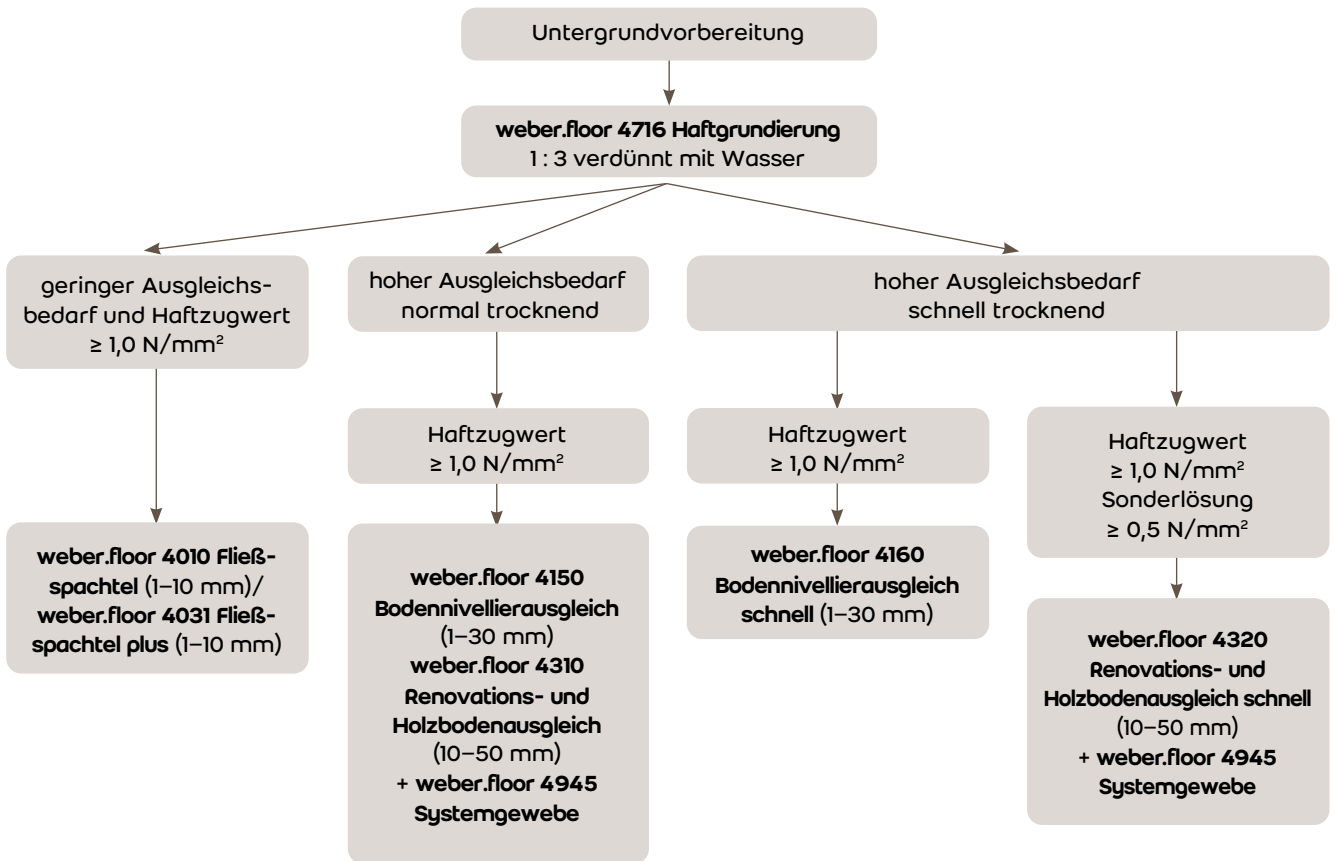 Untergrundvorbereitung
weber.floor 4716 Haftgrundierung
1 : 3 verdünnt mit Wasser
geringer Ausgleichs-
bedarf und Haftzugwert
≥ 1,0 N/mm²
hoher Ausgleichsbedarf
normal trocknend
hoher Ausgleichsbedarf
schnell trocknend
Haftzugwert
≥ 1,0 N/mm²
Haftzugwert
≥ 1,0 N/mm²
Haftzugwert
≥ 1,0 N/mm²
Sonderlösung
≥ 0,5 N/mm²
weber.floor 4010 Fließ-
spachtel (1–10 mm)/
weber.floor 4031 Fließ-
spachtel plus (1–10 mm)
weber.floor 4150
Bodennivellierausgleich
(1–30 mm)
weber.floor 4310
Renovations- und
Holzbodenausgleich
(10–50 mm)
+ weber.floor 4945
Systemgewebe
weber.floor 4160
Bodennivellierausgleich
schnell (1–30 mm)
weber.floor 4320
Renovations- und
Holzbodenausgleich schnell
(10–50 mm)
+ weber.floor 4945
Systemgewebe